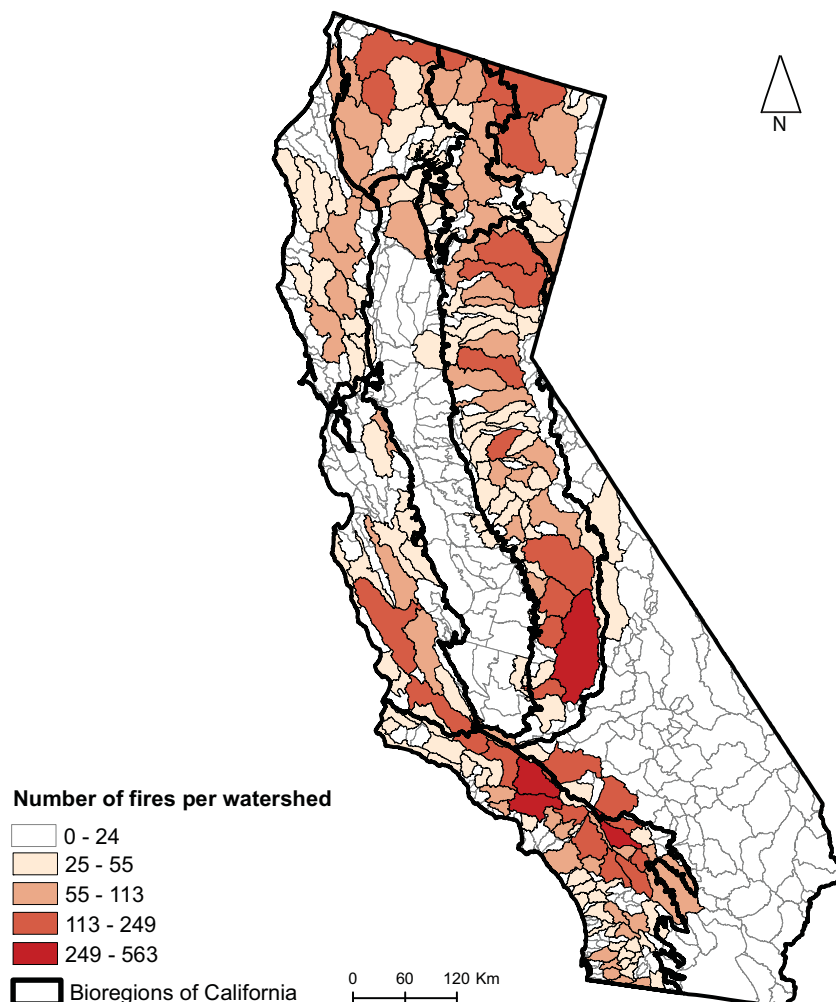 N
Number of fires per watershed
0 - 24
25 - 55
55 - 113
113 - 249
249 - 563
Bioregions of California
0 60 120 Km